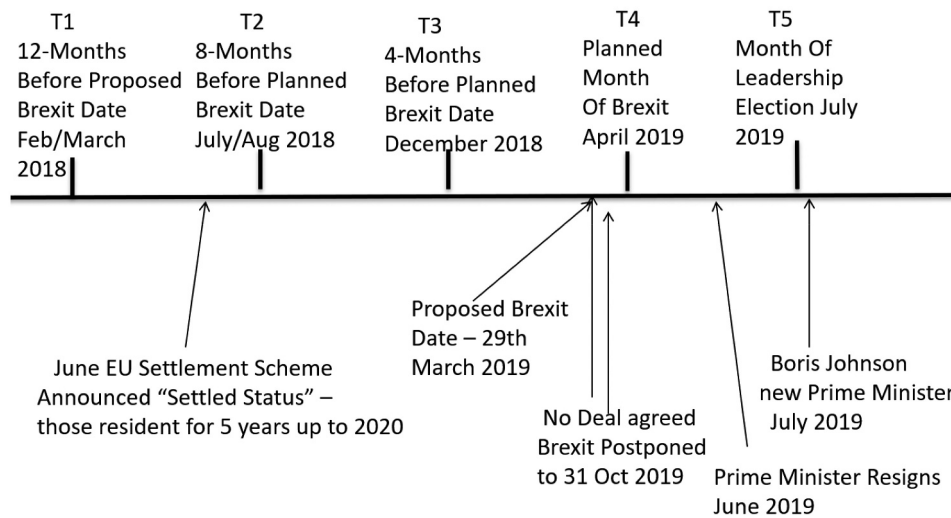 T1
12-Months
Before Proposed
Brexit Date
Feb/March
2018
T2
8-Months
Before Planned
Brexit Date
July/Aug 2018
T3
4-Months
Before Planned
Brexit Date
December 2018
T4
Planned
Month
Of Brexit
April 2019
T5
Month Of
Leadership
Election July
2019
June EU Settlement Scheme
Announced “Settled Status” –
those resident for 5 years up to 2020
Proposed Brexit
Date – 29th
March 2019
No Deal agreed
Brexit Postponed
to 31 Oct 2019
Prime Minister Resigns
June 2019
Boris Johnson
new Prime Minister
July 2019